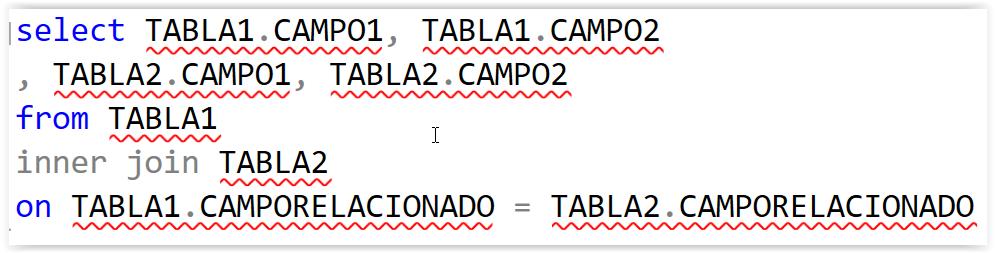 select TABLA1.CAMPO1, TABLA1.CAMPO2
, TABLA2.CAMPO1, TABLA2.CAMPO2
from TABLA1
inner join TABLA2
on TABLA1.CAMPORELACIONADO = TABLA2.CAMPORELACIONADO